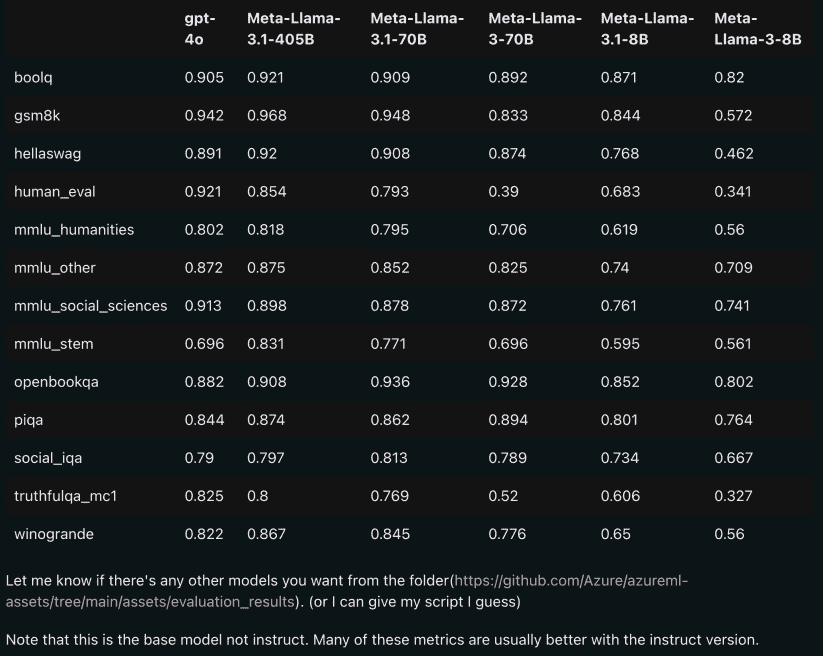 gpt-4o Meta-Llama-3.1-405B Meta-Llama-3.1-70B Meta-Llama-3-70B Meta-Llama-3.1-8B Meta-Llama-3-8B
boolq 0.905 0.921 0.909 0.892 0.871 0.82
gsm8k 0.942 0.968 0.948 0.833 0.844 0.572
hellaswag 0.891 0.92 0.908 0.874 0.768 0.462
human_eval 0.921 0.854 0.793 0.39 0.683 0.341
mmlu_humanities 0.802 0.818 0.795 0.706 0.619 0.56
mmlu_other 0.872 0.875 0.852 0.825 0.74 0.709
mmlu_social_sciences 0.913 0.898 0.878 0.872 0.761 0.741
mmlu_stem 0.696 0.831 0.771 0.696 0.595 0.561
openbookqa 0.882 0.908 0.936 0.928 0.852 0.802
piqa 0.844 0.874 0.862 0.894 0.801 0.764
social_iqa 0.79 0.797 0.813 0.789 0.734 0.667
truthfulqa_mc1 0.825 0.8 0.769 0.52 0.606 0.327
winogrande 0.822 0.867 0.845 0.776 0.65 0.56
Let me know if there's any other models you want from the folder(https://github.com/Azure/azureml-
assets/tree/main/assets/evaluation_results). (or I can give my script I guess)
Note that this is the base model not instruct. Many of these metrics are usually better with the instruct version.